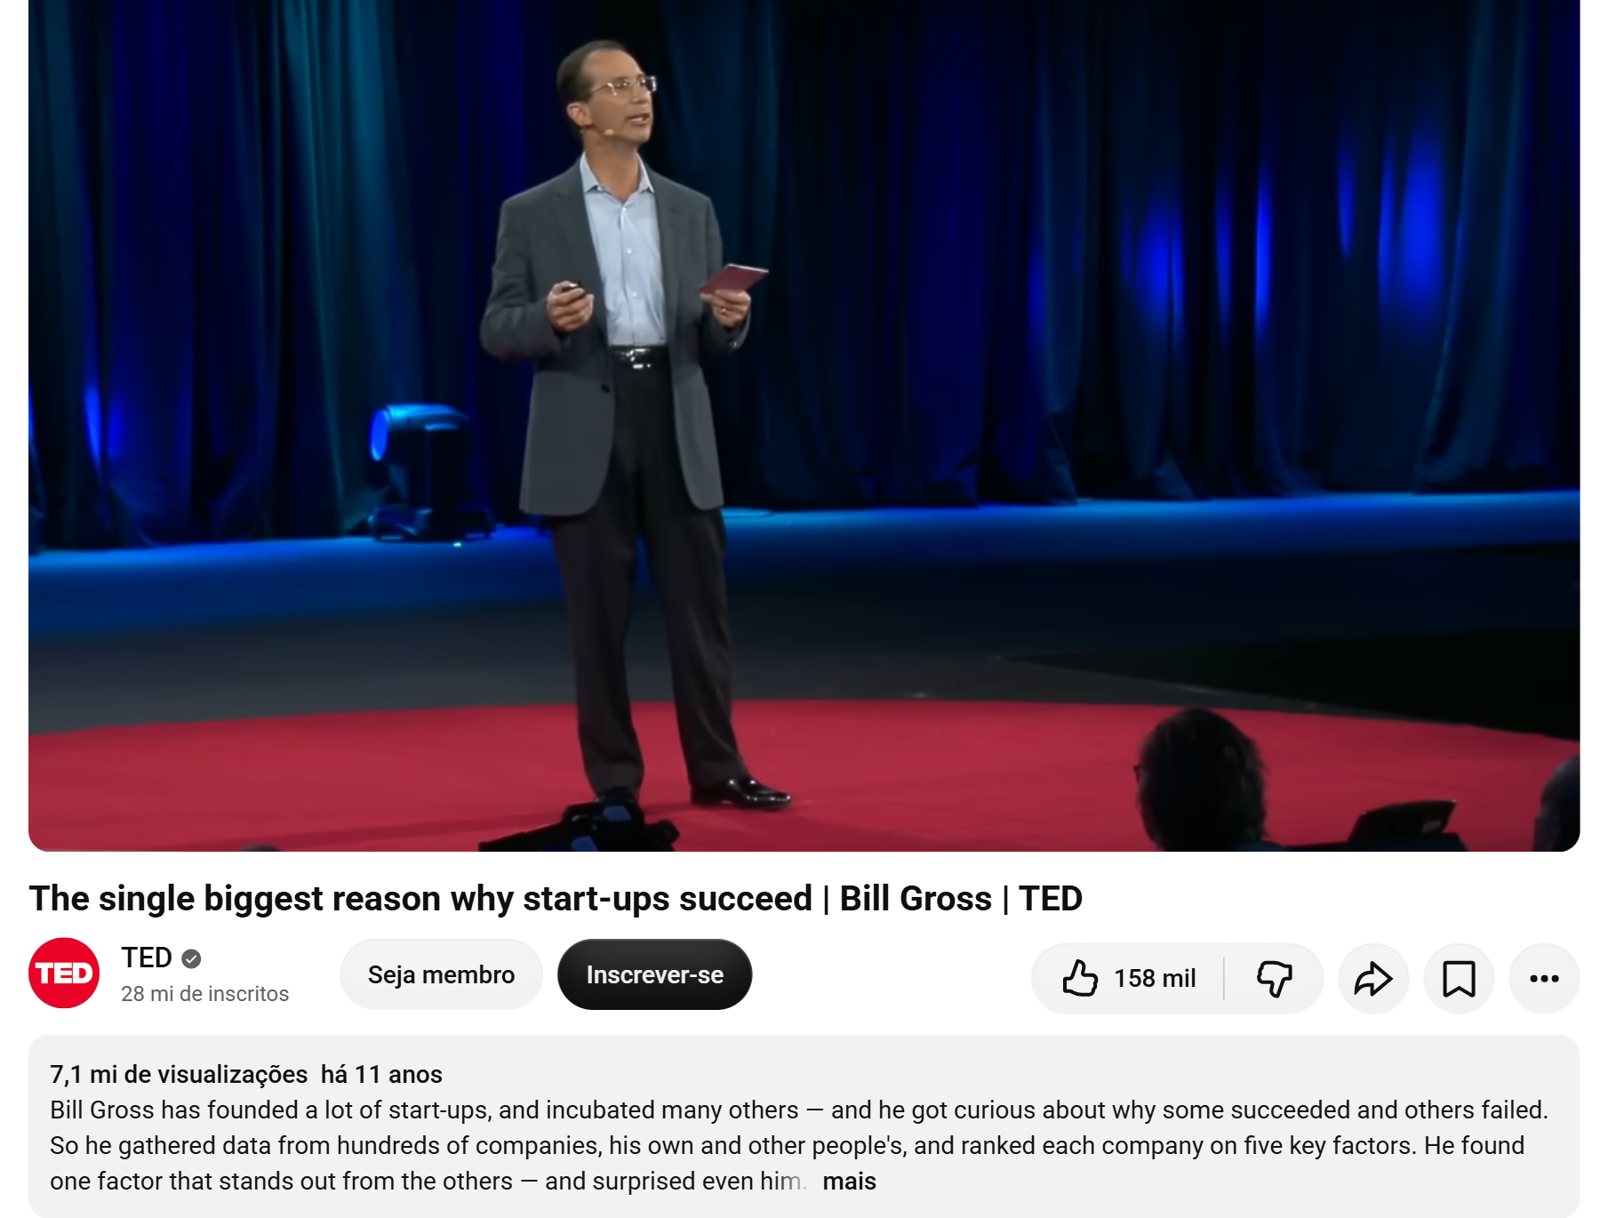 The single biggest reason why start-ups succeed | Bill Gross | TED
TED
TED
28 mi de inscritos
Seja membro
Inscrever-se
158 mil
7,1 mi de visualizações há 11 anos
Bill Gross has founded a lot of start-ups, and incubated many others — and he got curious about why some succeeded and others failed.
So he gathered data from hundreds of companies, his own and other people's, and ranked each company on five key factors. He found
one factor that stands out from the others — and surprised even him. mais